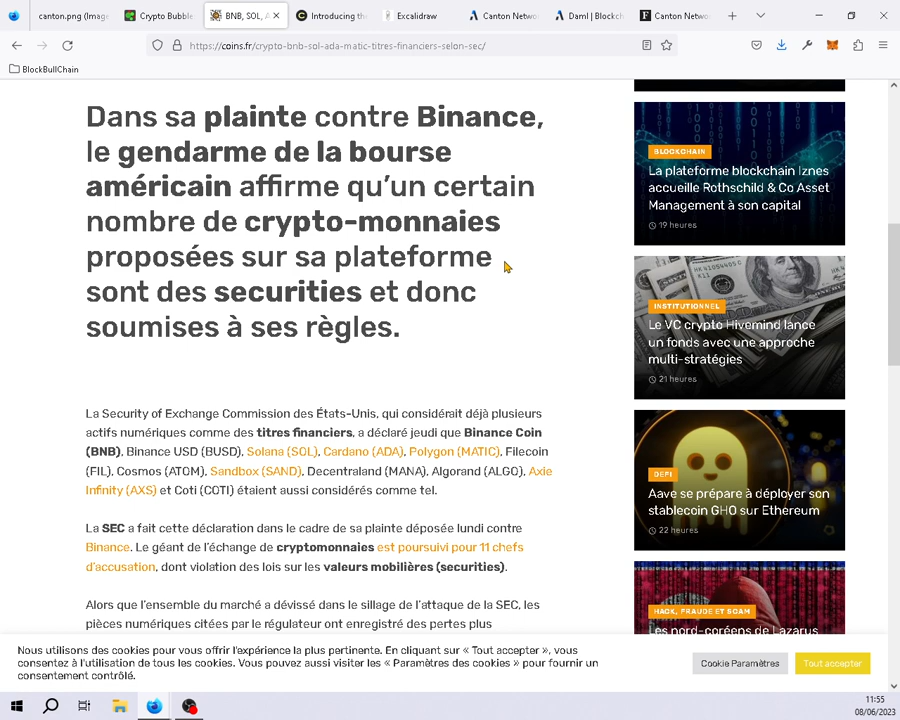 canton.png (Image
Crypto Bubble
BNB, SOL, A
Introducing the
Excalidraw
Canton Netwo
Daml | Blockch
Canton Netwo
https://coins.fr/crypto-bnb-sol-ada-matic-titres-financiers-selon-sec/
BlockBullChain
Dans sa plainte contre Binance,
le gendarme de la bourse
américain affirme qu'un certain
nombre de crypto-monnaies
proposées sur sa plateforme
sont des securities et donc
soumises à ses règles.
La Security of Exchange Commission des États-Unis, qui considérait déjà plusieurs
actifs numériques comme des titres financiers, a déclaré jeudi que Binance Coin
(BNB), Binance USD (BUSD), Solana (SOL), Cardano (ADA), Polygon (MATIC), Filecoin
(FIL), Cosmos (ATOM), Sandbox (SAND), Decentraland (MANA), Algorand (ALGO), Axie
Infinity (AXS) et Coti (COTI) étaient aussi considérés comme tel.
La SEC a fait cette déclaration dans le cadre de sa plainte déposée lundi contre
Binance. Le géant de l'échange de cryptomonnaies est poursuivi pour 11 chefs
d'accusation, dont violation des lois sur les valeurs mobilières (securities).
Alors que l'ensemble du marché a dévissé dans le sillage de l'attaque de la SEC, les
pièces numériques citées par le régulateur ont enregistré des pertes plus
BLOCKCHAIN
La plateforme blockchain Iznes
accueille Rothschild & Co Asset
Management à son capital
19 heures
INSTITUTIONNEL
Le VC crypto Hivemind lance
un fonds avec une approche
multi-stratégies
21 heures
DEFI
Aave se prépare à déployer son
stablecoin GHO sur Ethereum
22 heures
HACK, FRAUDE ET SCAM
Les nord-coréens de Lazarus
Nous utilisons des cookies pour vous offrir l'expérience la plus pertinente. En cliquant sur « Tout accepter », vous
consentez à l'utilisation de tous les cookies. Vous pouvez aussi visiter les « Paramètres des cookies » pour fournir un
consentement contrôlé.
Cookie Paramètres
Tout accepter
11:55
08/06/2023